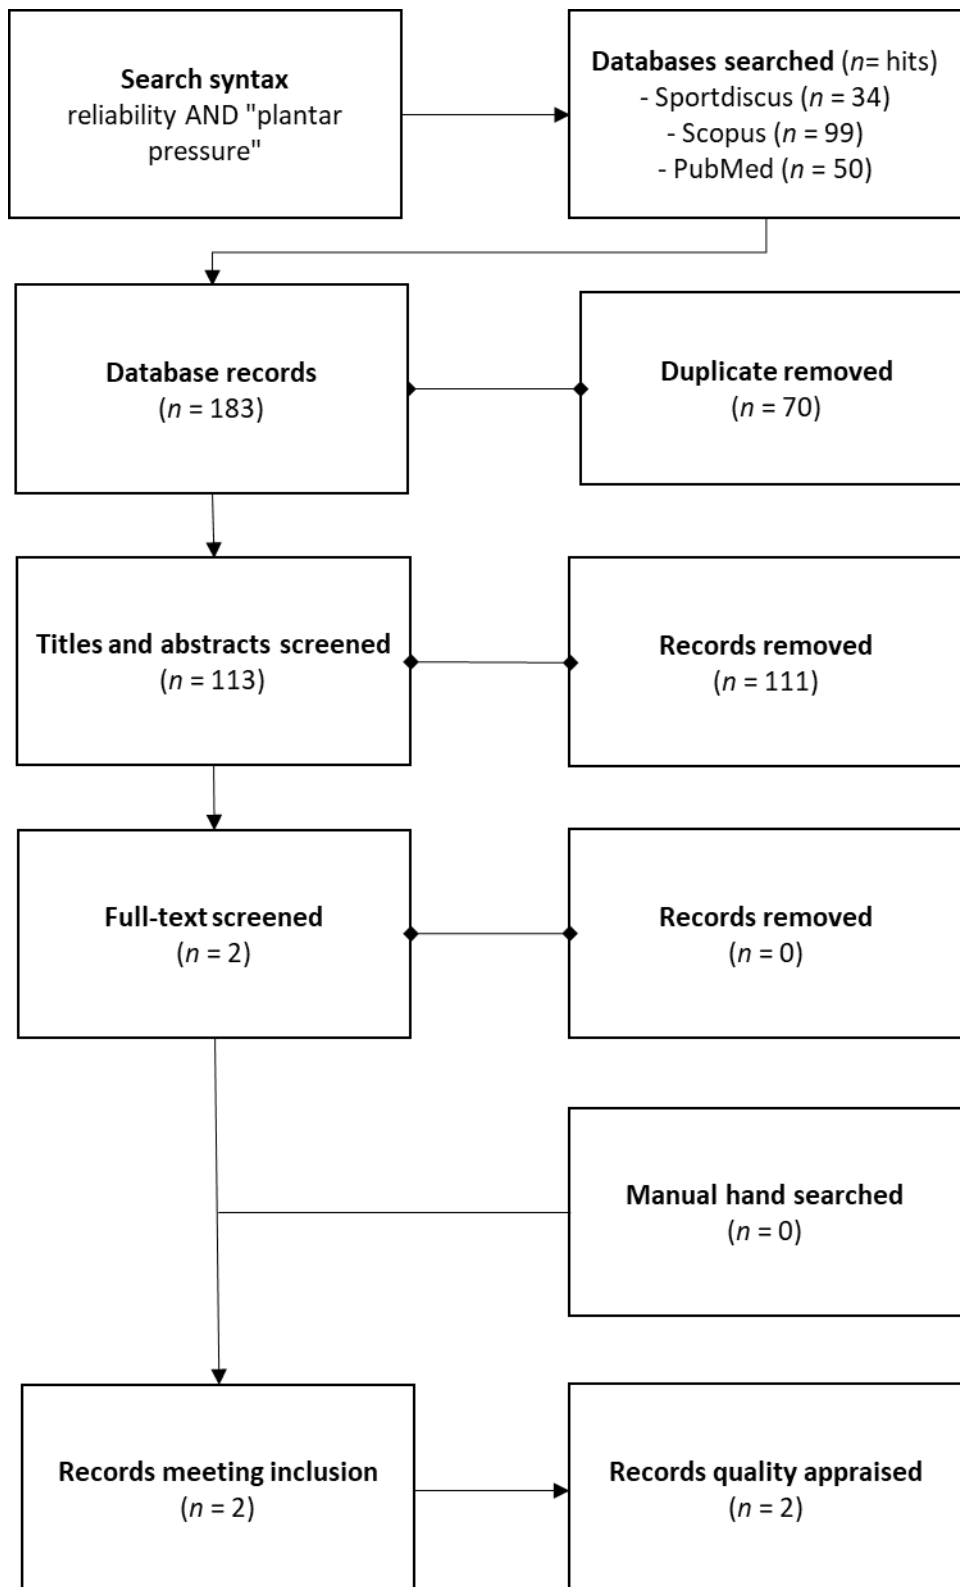 Search syntax
reliability AND "plantar
pressure"
Databases searched (n= hits)
- Sportdiscus (n = 34)
- Scopus (n = 99)
- PubMed (n = 50)
Database records
(n = 183)
Duplicate removed
(n = 70)
Titles and abstracts screened
(n = 113)
Records removed
(n = 111)
Full-text screened
(n = 2)
Records removed
(n = 0)
Manual hand searched
(n = 0)
Records meeting inclusion
(n = 2)
Records quality appraised
(n = 2)